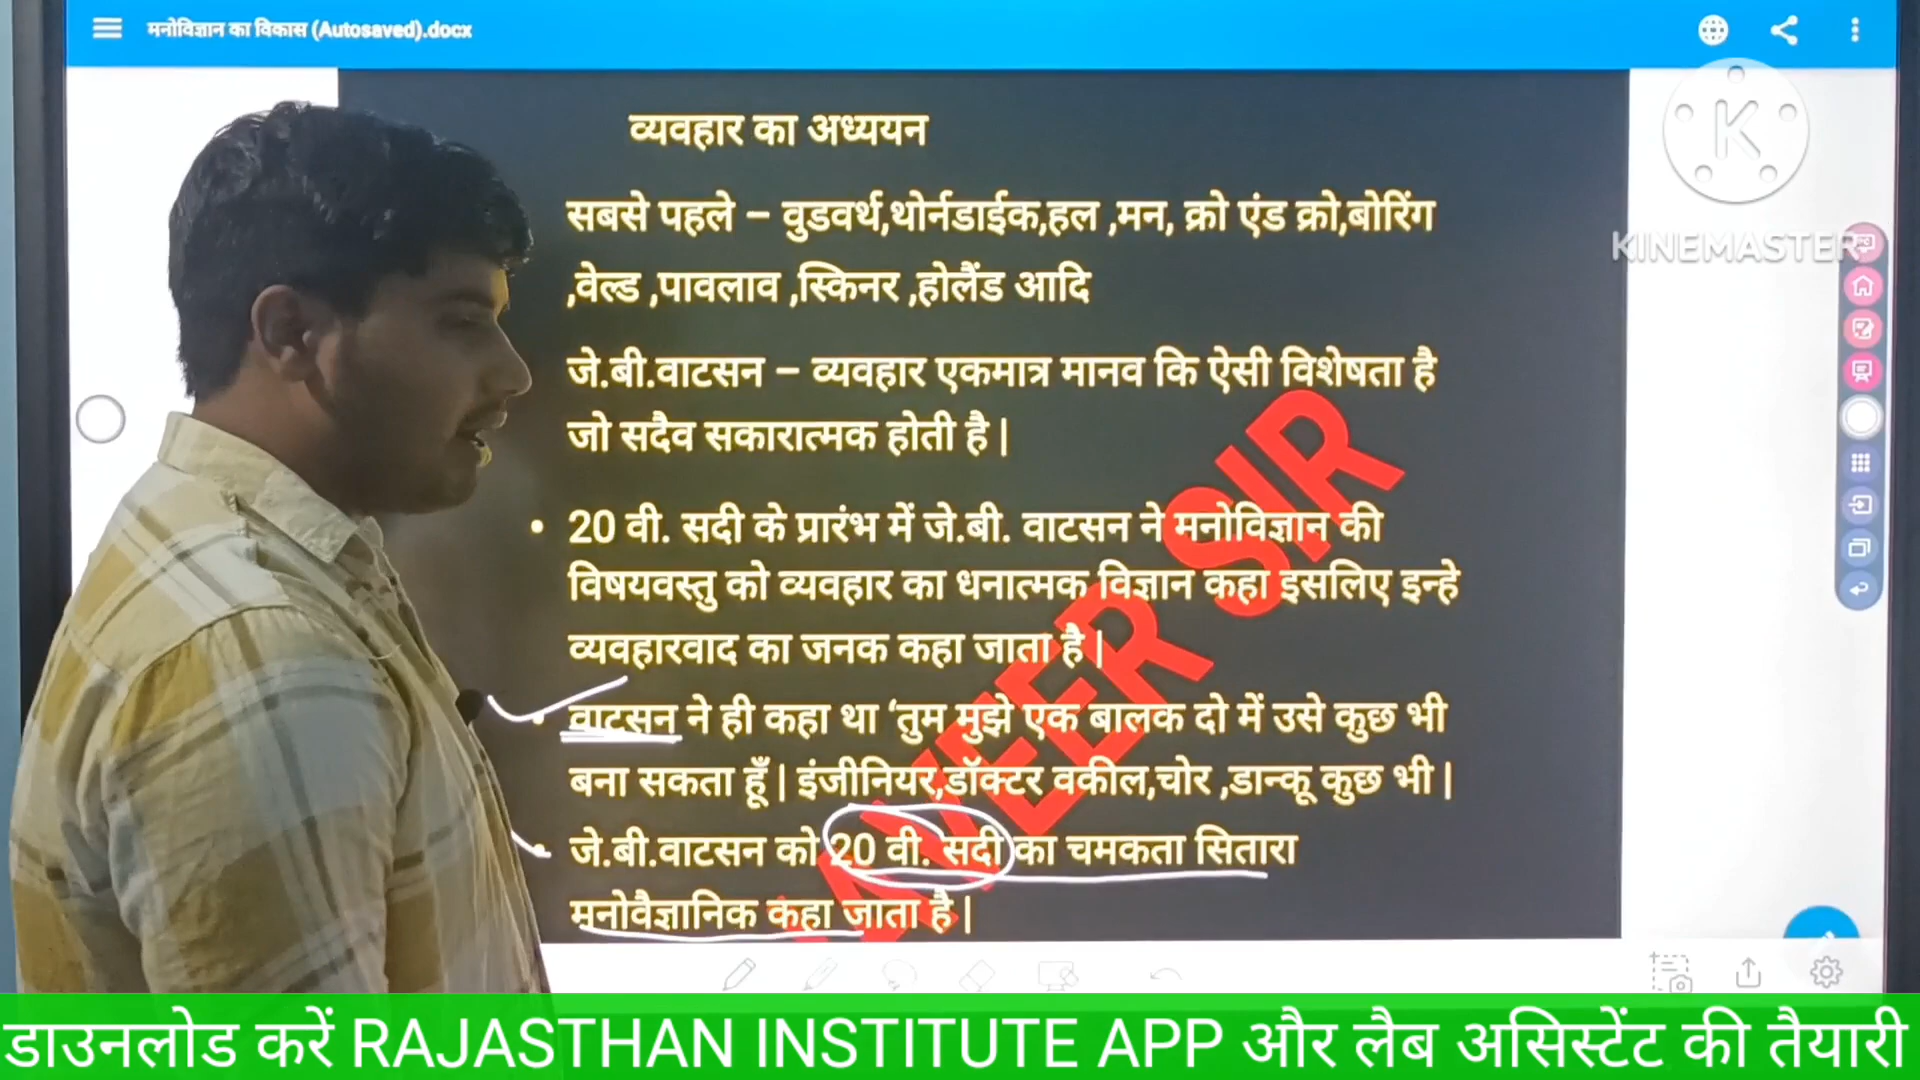 मनोविज्ञान का विकास (Autosaved).docx
व्यवहार का अध्ययन
सबसे पहले – वुडवर्थ,थोर्नडाईक,हल ,मन, क्रो एंड क्रो,बोरिंग
,वेल्ड ,पावलाव ,स्किनर ,होलैंड आदि
जे.बी.वाटसन – व्यवहार एकमात्र मानव कि ऐसी विशेषता है
जो सदैव सकारात्मक होती है |
• 20 वी. सदी के प्रारंभ में जे.बी. वाटसन ने मनोविज्ञान की
विषयवस्तु को व्यवहार का धनात्मक विज्ञान कहा इसलिए इन्हे
व्यवहारवाद का जनक कहा जाता है |
• वाटसन ने ही कहा था ‘तुम मुझे एक बालक दो में उसे कुछ भी
बना सकता हूँ | इंजीनियर,डॉक्टर वकील,चोर ,डान्कू कुछ भी |
• जे.बी.वाटसन को 20 वी. सदी का चमकता सितारा
मनोवैज्ञानिक कहा जाता है |
SIR
K
KINEMASTER
डाउनलोड करें RAJASTHAN INSTITUTE APP और लैब असिस्टेंट की तैयारी